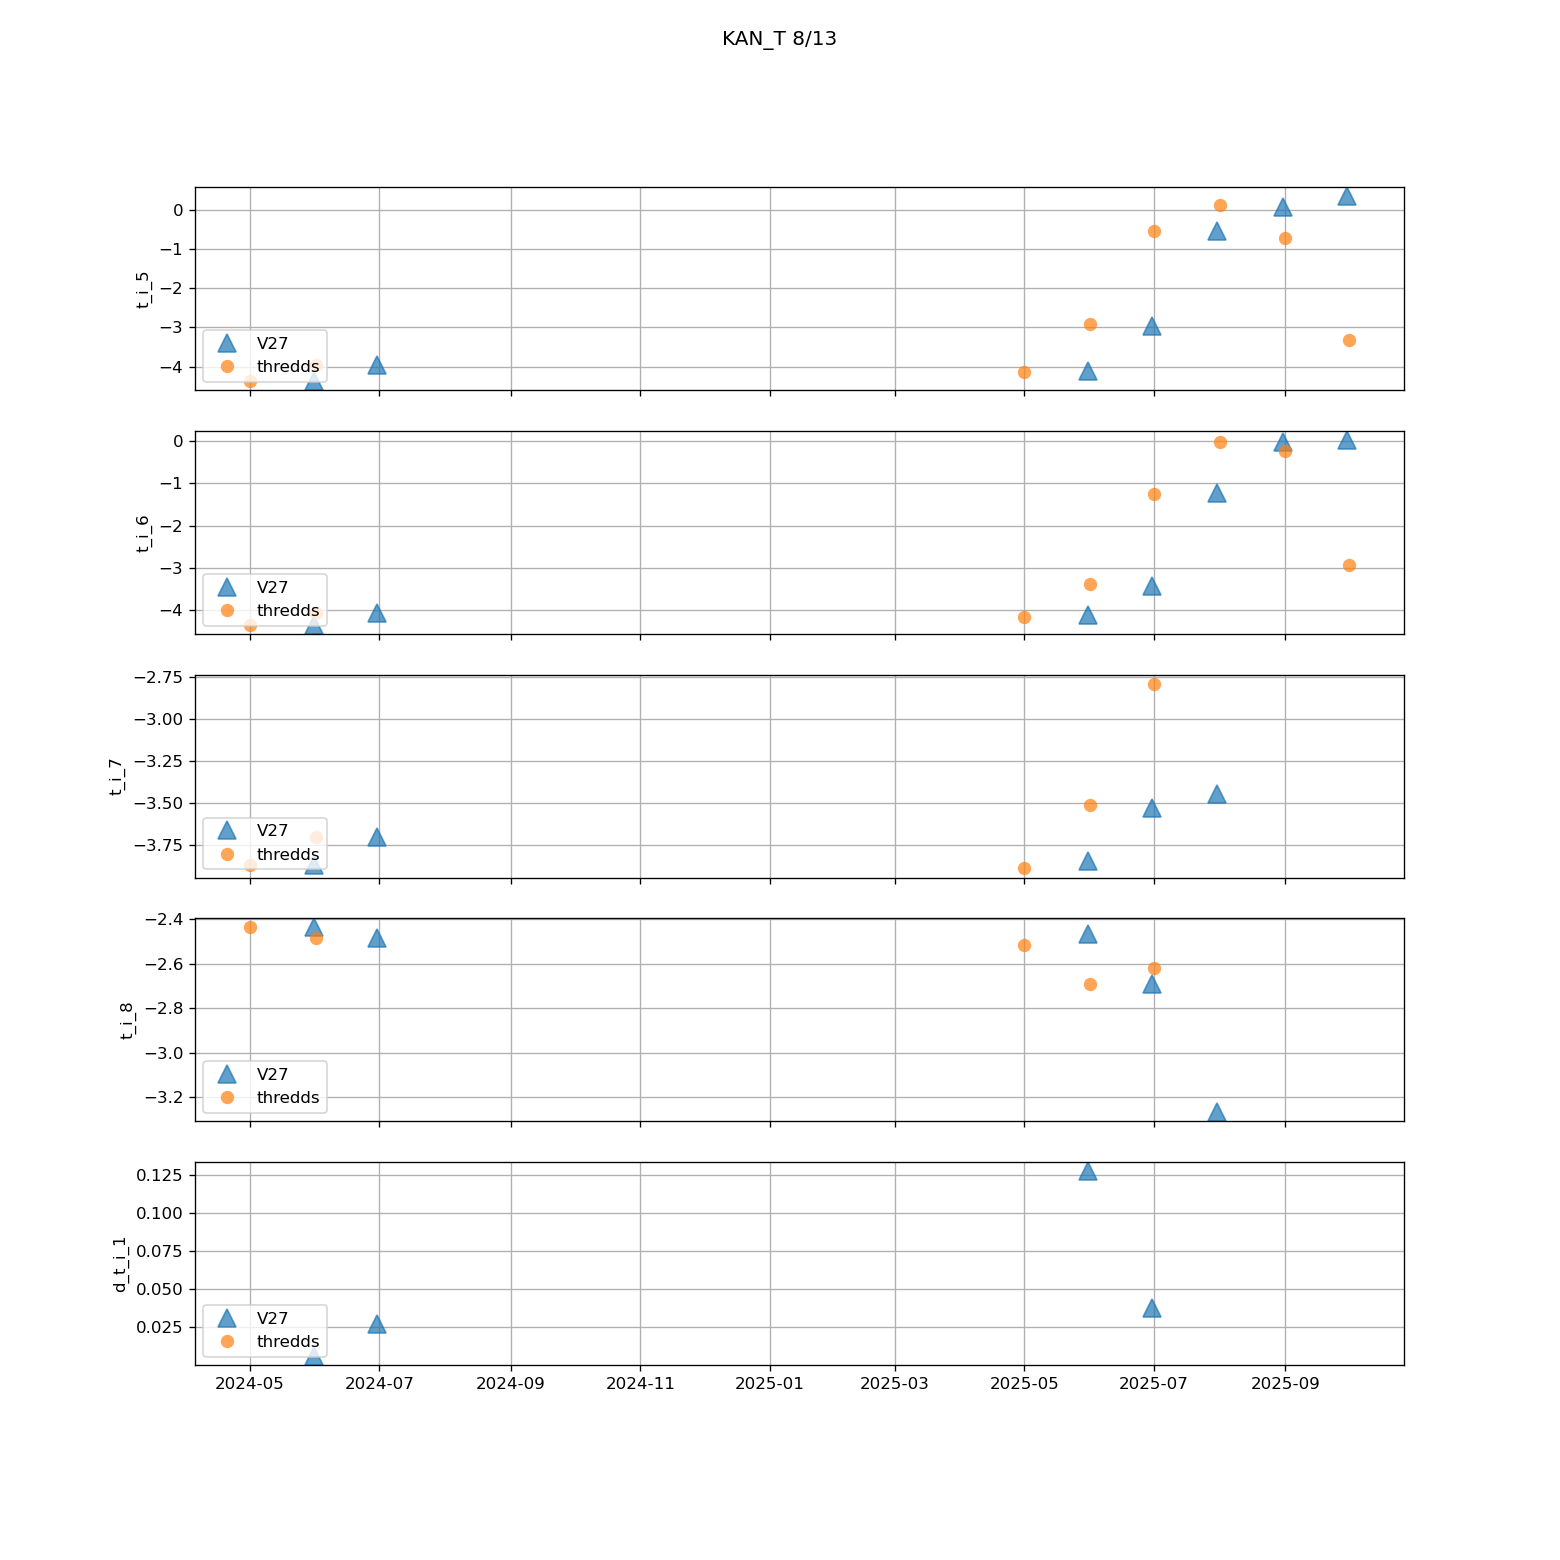 KAN_T 8/13
0
−1
−2
−3
−4
t_i_5
V27
thredds
0
−1
−2
−3
−4
t_i_6
V27
thredds
−2.75
−3.00
−3.25
−3.50
−3.75
t_i_7
V27
thredds
−2.4
−2.6
−2.8
−3.0
−3.2
t_i_8
V27
thredds
0.125
0.100
0.075
0.050
0.025
d_t_i_1
V27
thredds
2024-05 2024-07 2024-09 2024-11 2025-01 2025-03 2025-05 2025-07 2025-09